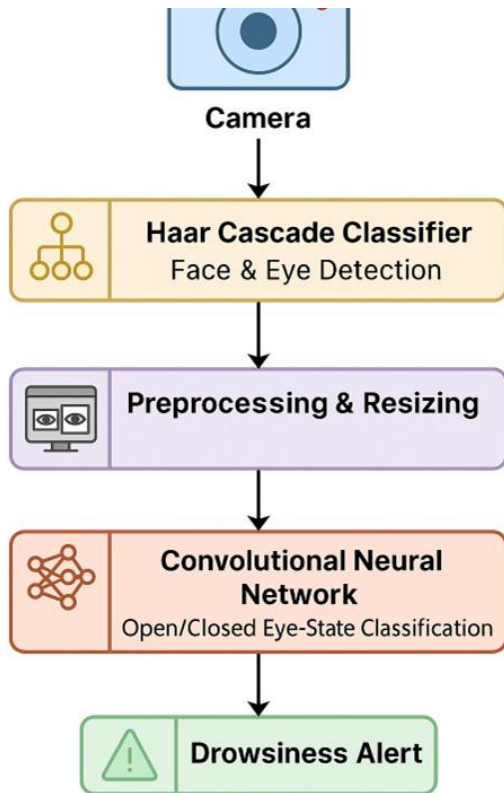 Camera
Haar Cascade Classifier
Face & Eye Detection
Preprocessing & Resizing
Convolutional Neural
Network
Open/Closed Eye-State Classification
Drowsiness Alert